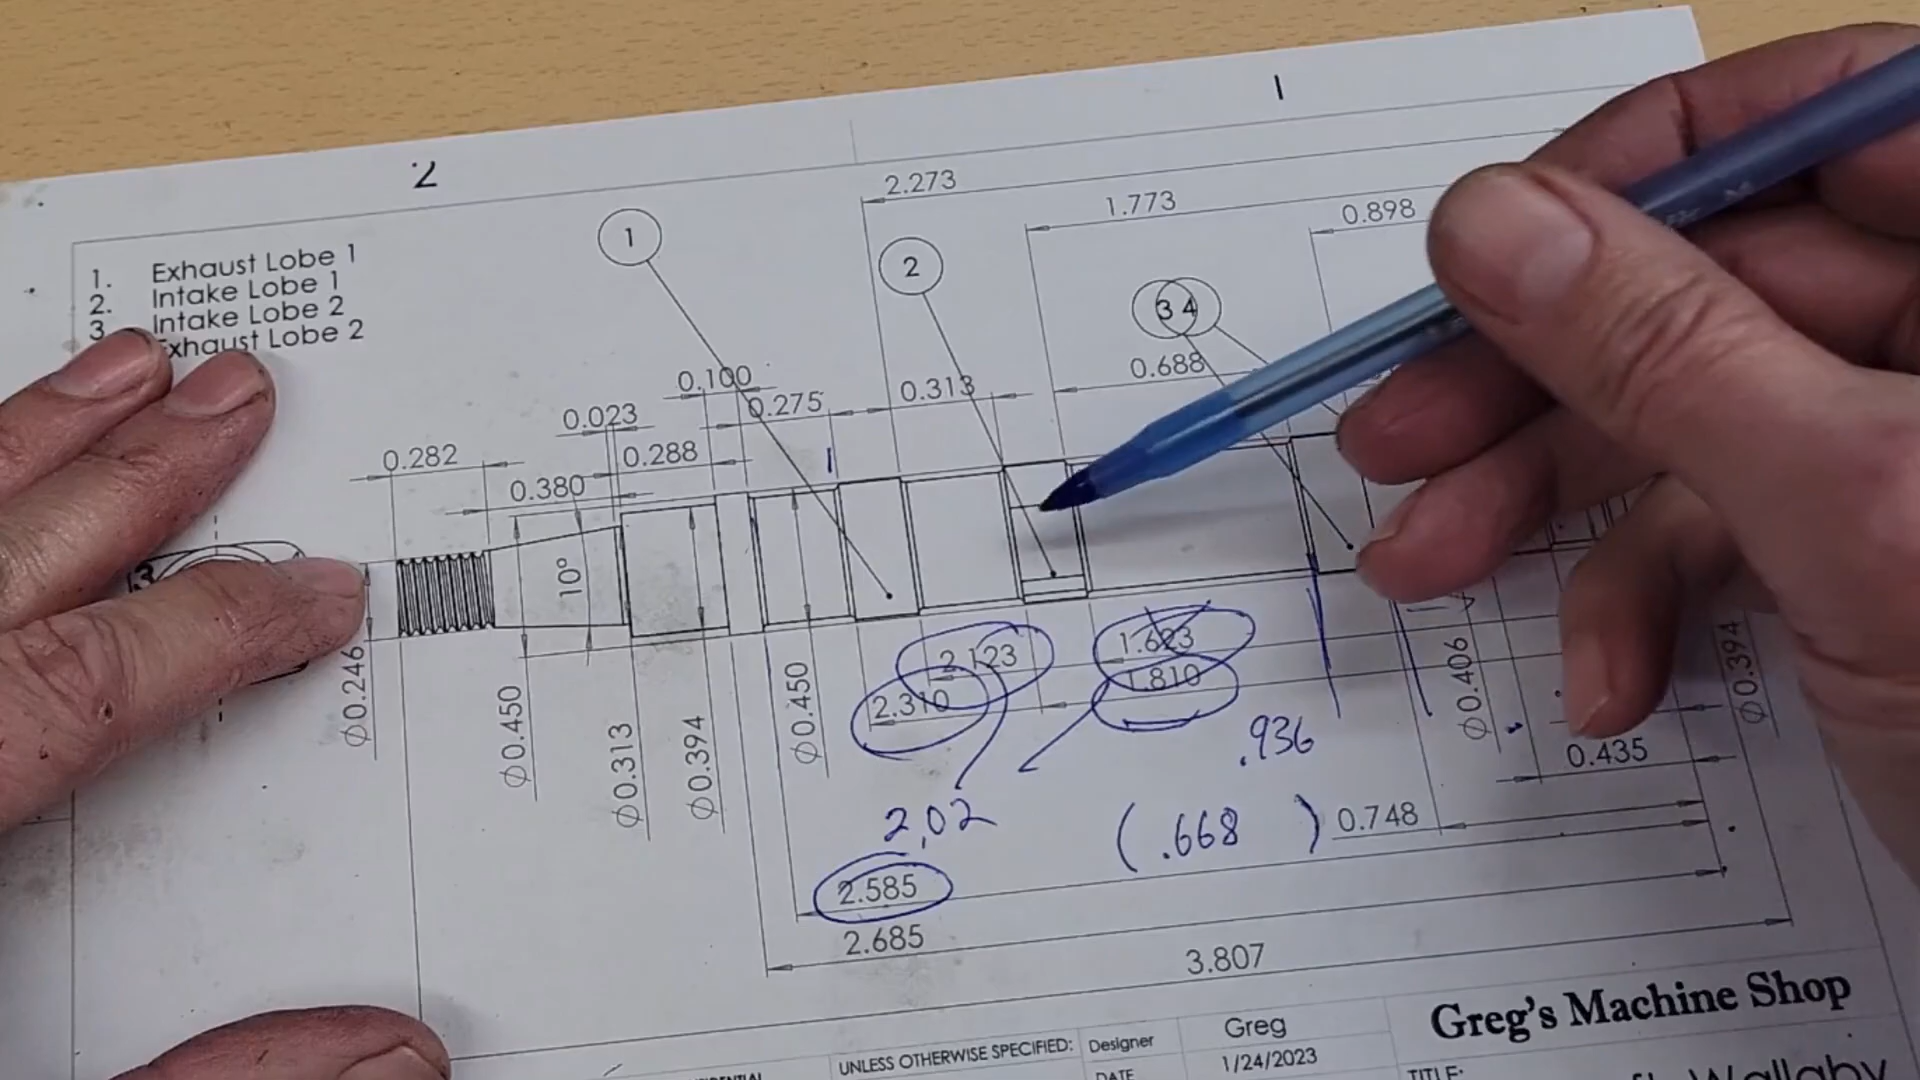 2
1
2.273
1.773
0.898
1
2
3 4
1. Exhaust Lobe 1
2. Intake Lobe 1
3. Intake Lobe 2
Exhaust Lobe 2
0.100
0.275
0.313
0.688
0.023
0.288
0.282
0.380
10°
Ø0.246
Ø0.450
Ø0.313
Ø0.394
Ø0.450
2.123
2.310
1.623
1.810
.936
Ø0.406
Ø0.394
0.435
2.02
(.668)
0.748
2.585
2.685
3.807
Greg's Machine Shop
UNLESS OTHERWISE SPECIFIED:
Designer
Greg
DATE
1/24/2023
TITLE:
Wallaby